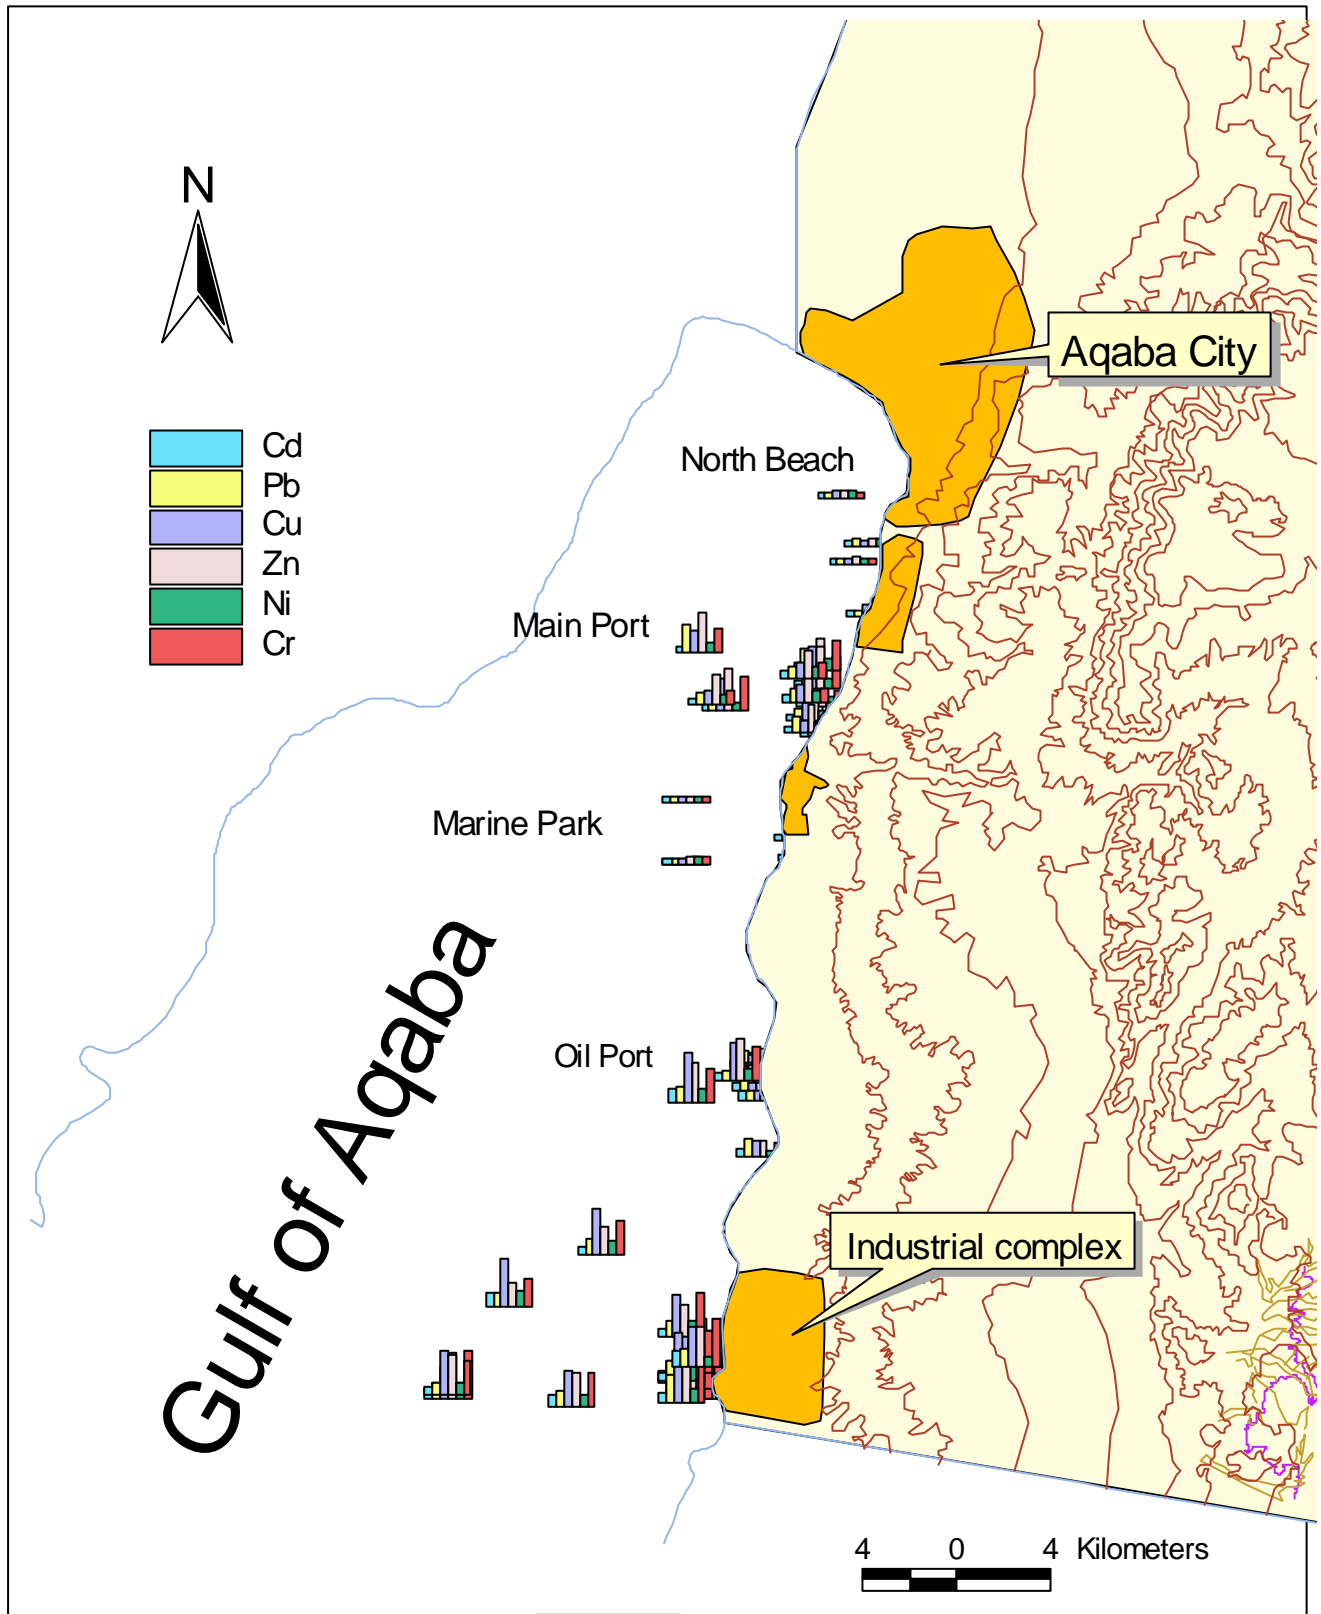 N
Aqaba City
Cd
Pb
Cu
Zn
Ni
Cr
North Beach
Main Port
Marine Park
Gulf of Aqaba
Oil Port
Industrial complex
4 0 4 Kilometers